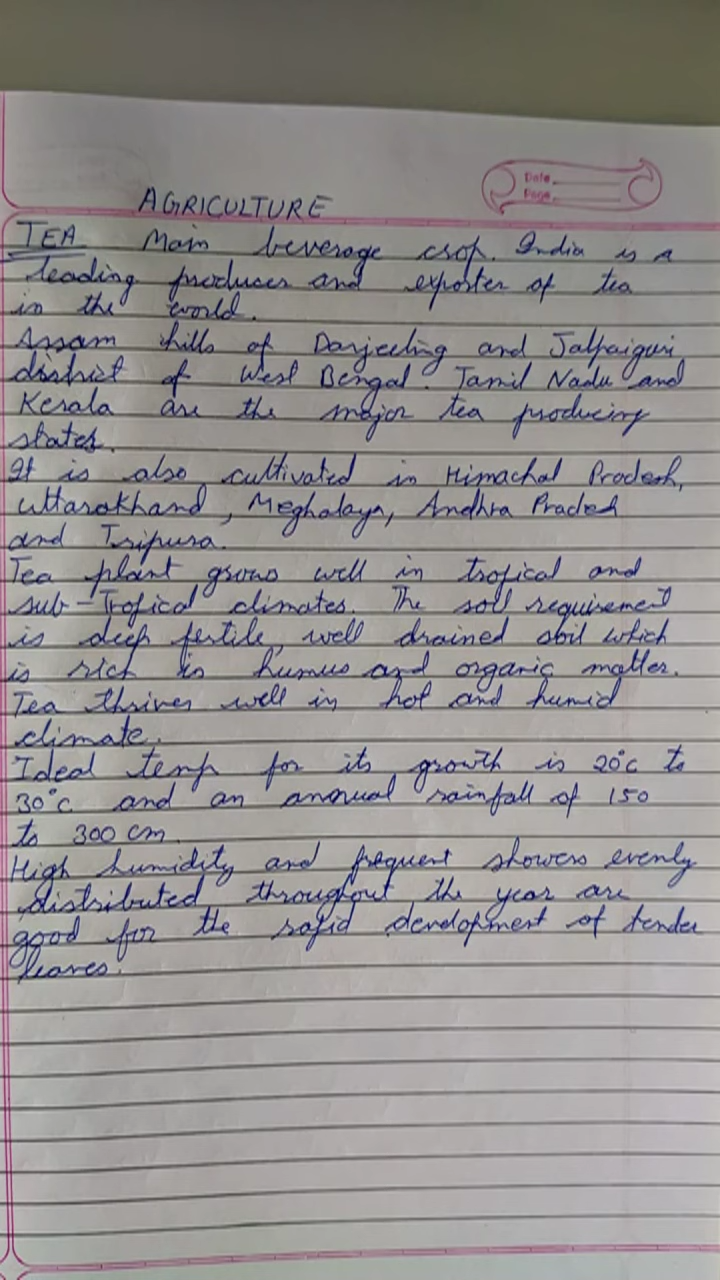 Date
Page
AGRICULTURE
TEA Main beverage crop. India is a
leading producer and exporter of tea
in the world.
Assam hills of Darjeeling and Jalpaiguri
district of West Bengal. Tamil Nadu and
Kerala are the major tea producing
states.
It is also cultivated in Himachal Pradesh,
Uttarakhand, Meghalaya, Andhra Pradesh
and Tripura.
Tea plant grows well in tropical and
sub-Tropical climates. The soil requirement
is deep fertile, well drained soil which
is rich in humus and organic matter.
Tea thrives well in hot and humid
climate.
Ideal temp for its growth is 20°c to
30°c and an annual rainfall of 150
to 300 cm.
High humidity and frequent showers evenly
distributed throughout the year are
good for the rapid development of tender
leaves.